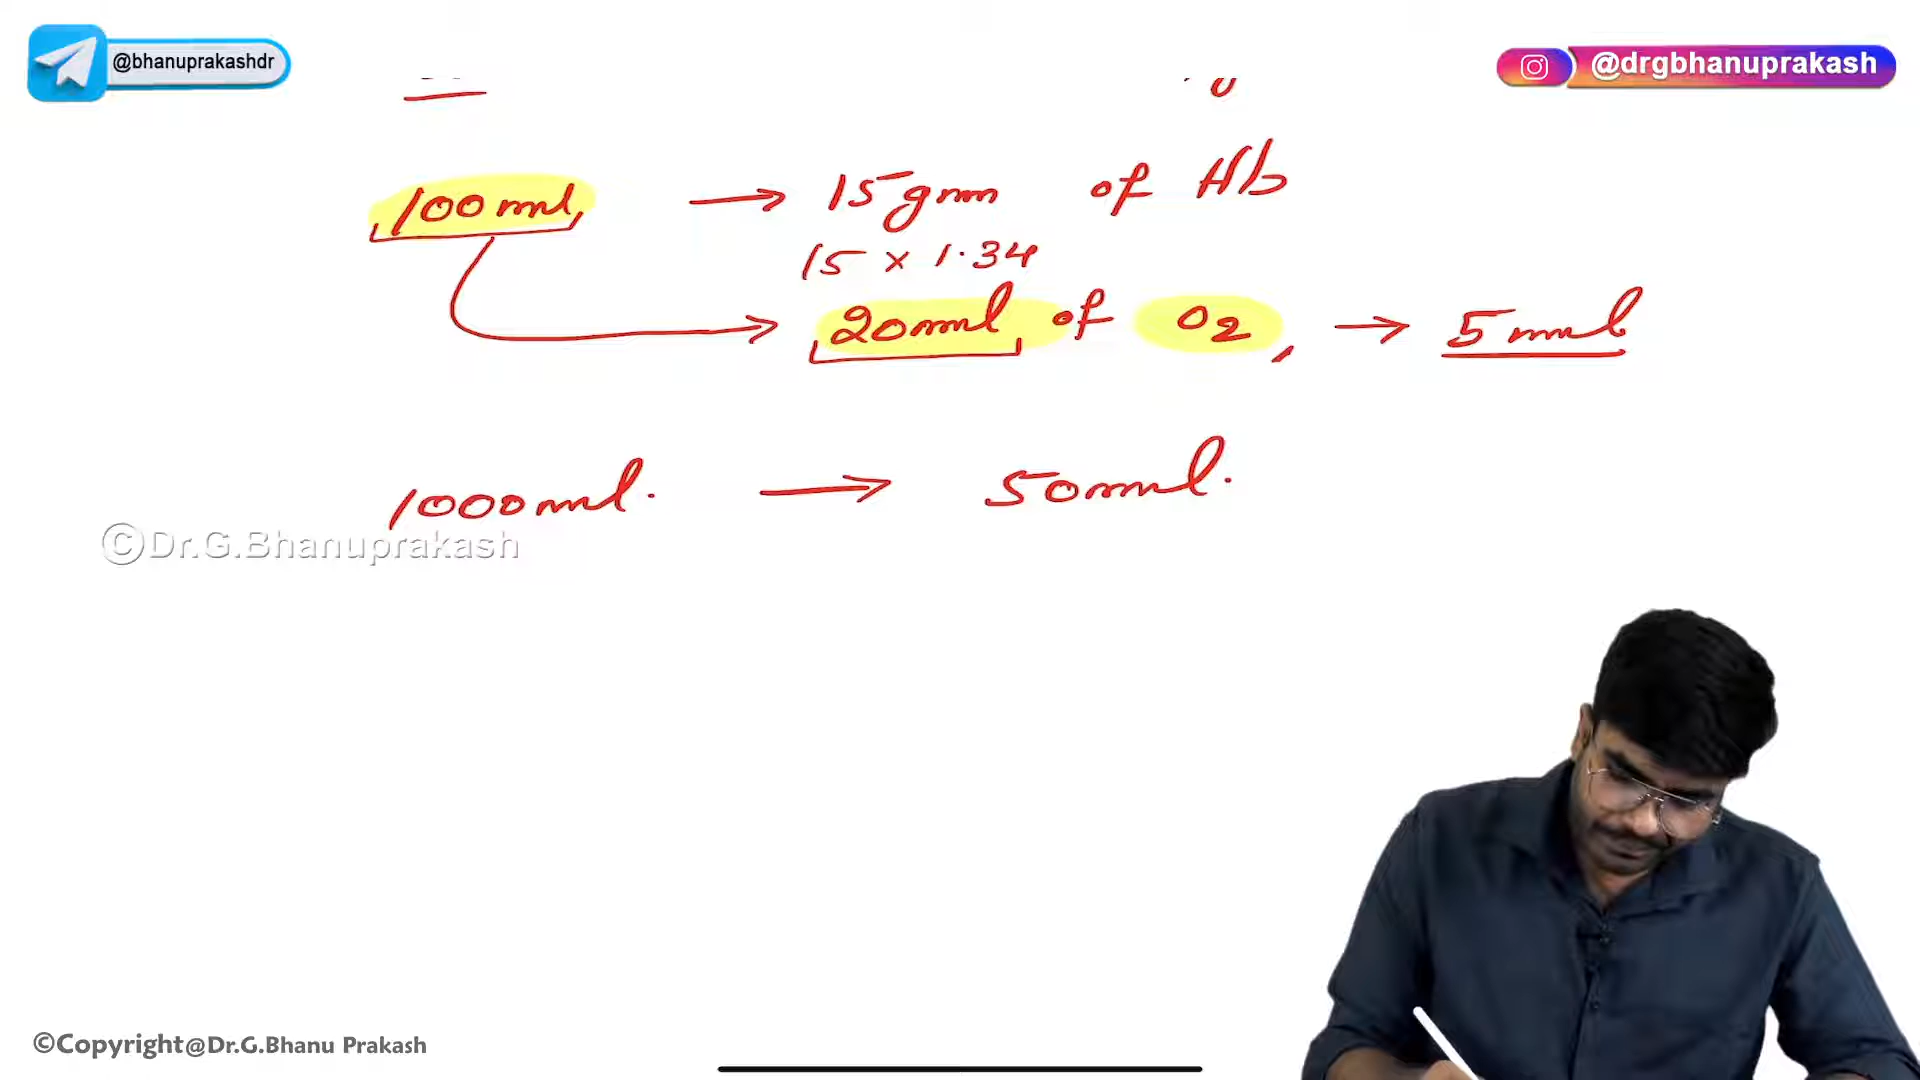 @bhanuprakashdr
@drgbhanuprakash
100 ml → 15 gm of Hb
15 × 1.34
→ 20 ml of O2, → 5 ml
1000 ml. → 50 ml.
©Dr.G.Bhanuprakash
©Copyright@Dr.G.Bhanu Prakash